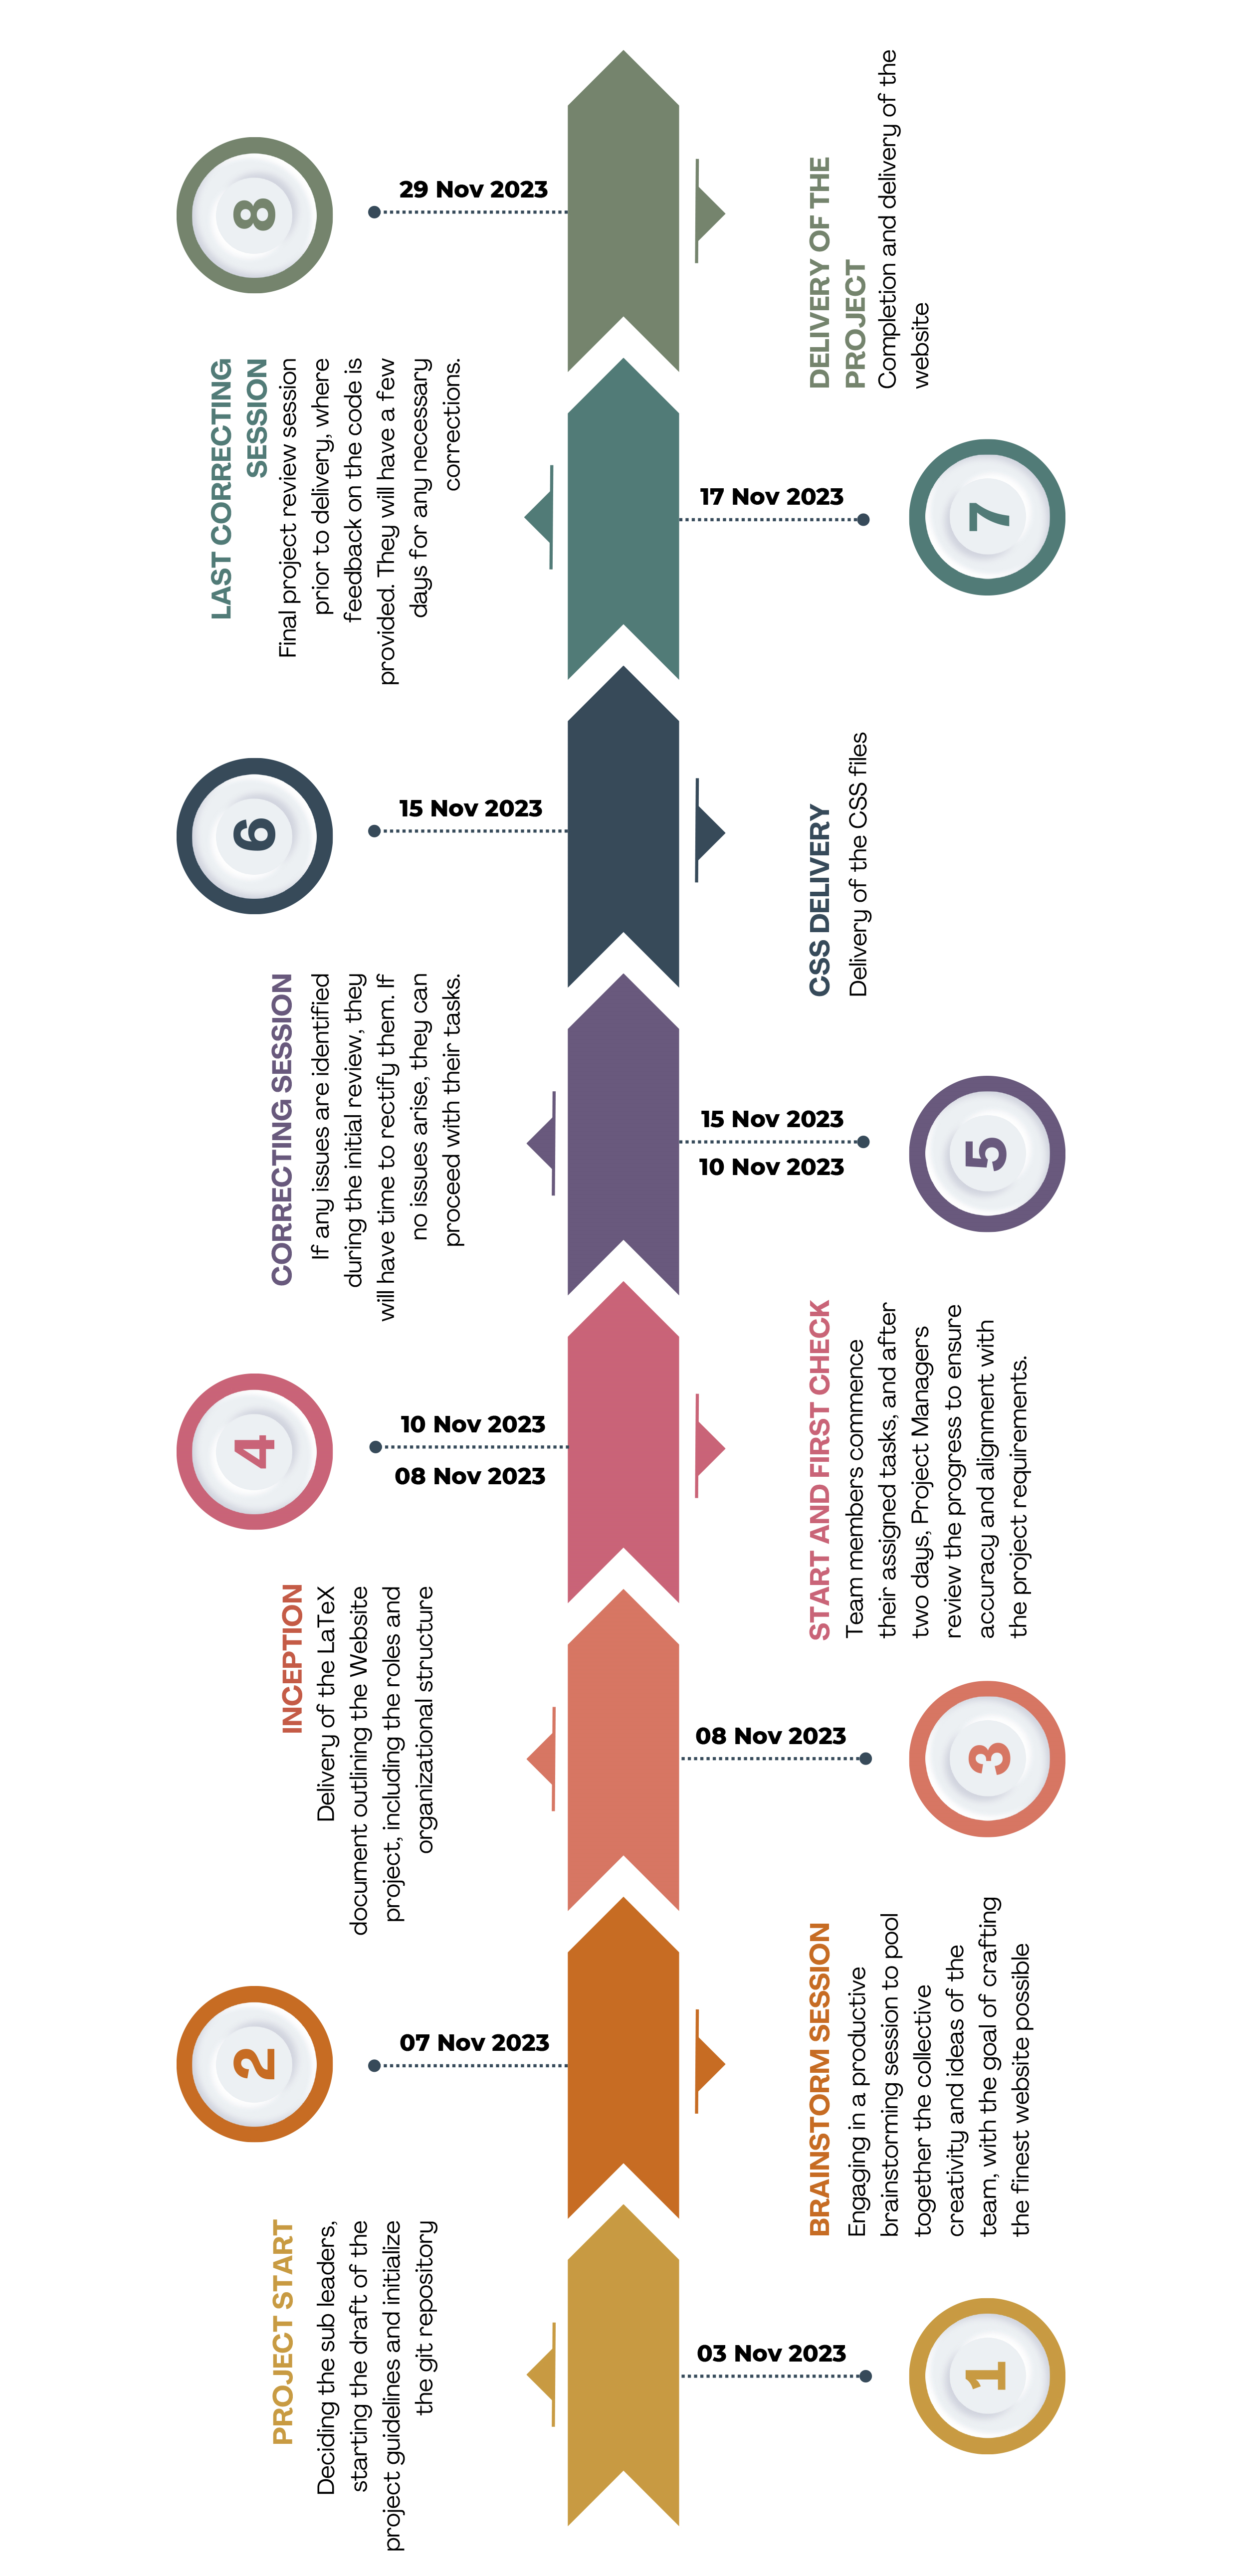 1
03 Nov 2023
PROJECT START
Deciding the sub leaders,
starting the draft of the
project guidelines and initialize
the git repository
2
07 Nov 2023
BRAINSTORM SESSION
Engaging in a productive
brainstorming session to pool
together the collective
creativity and ideas of the
team, with the goal of crafting
the finest website possible
3
08 Nov 2023
INCEPTION
Delivery of the LaTeX
document outlining the Website
project, including the roles and
organizational structure
4
10 Nov 2023
08 Nov 2023
START AND FIRST CHECK
Team members commence
their assigned tasks, and after
two days, Project Managers
review the progress to ensure
accuracy and alignment with
the project requirements.
5
15 Nov 2023
10 Nov 2023
CORRECTING SESSION
If any issues are identified
during the initial review, they
will have time to rectify them. If
no issues arise, they can
proceed with their tasks.
6
15 Nov 2023
CSS DELIVERY
Delivery of the CSS files
7
17 Nov 2023
LAST CORRECTING
SESSION
Final project review session
prior to delivery, where
feedback on the code is
provided. They will have a few
days for any necessary
corrections.
8
29 Nov 2023
DELIVERY OF THE
PROJECT
Completion and delivery of the
website